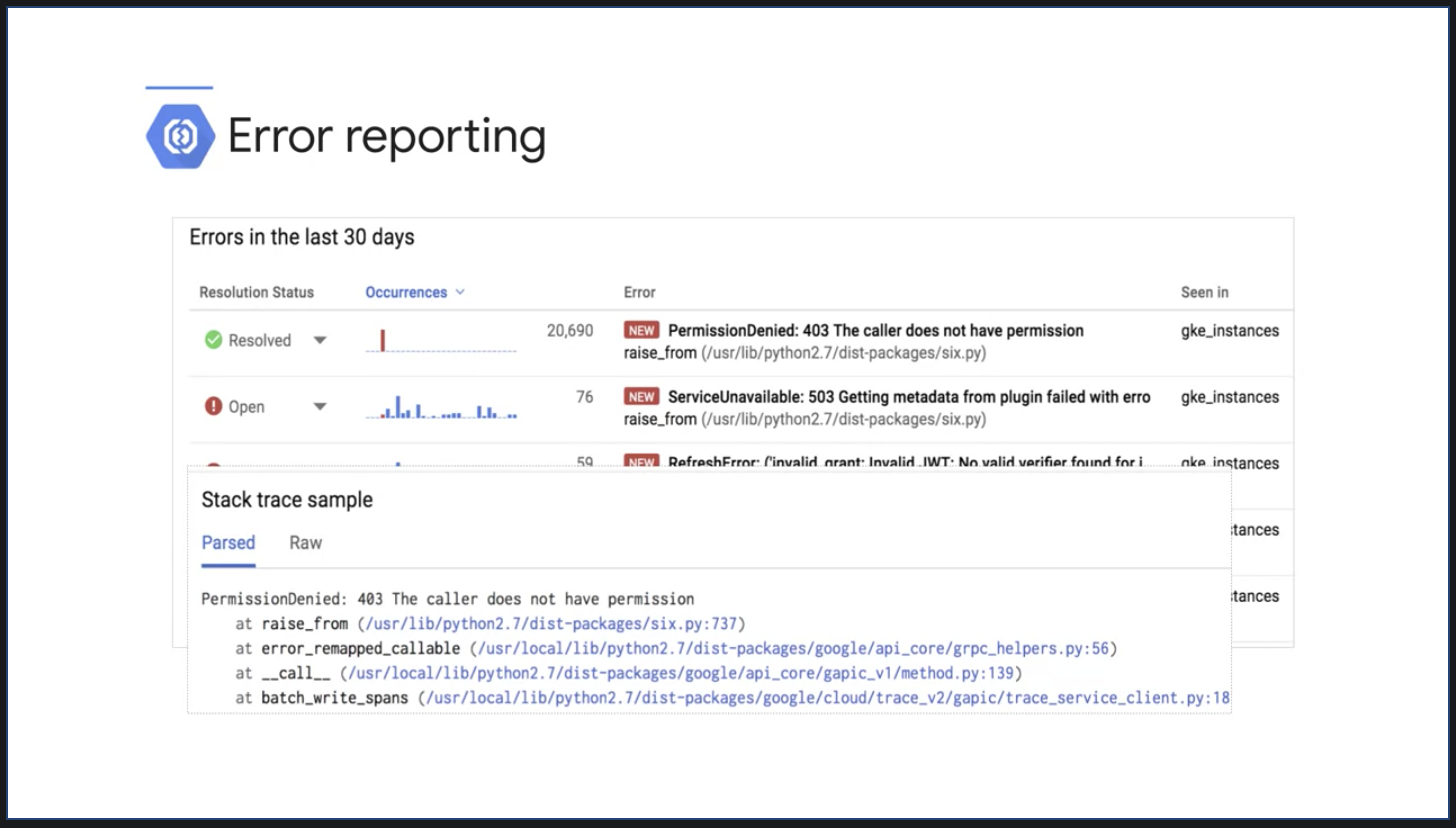 Error reporting
Errors in the last 30 days
Resolution Status Occurrences Error Seen in
Resolved 20,690 NEW PermissionDenied: 403 The caller does not have permission gke_instances
raise_from (/usr/lib/python2.7/dist-packages/six.py)
Open 76 NEW ServiceUnavailable: 503 Getting metadata from plugin failed with erro gke_instances
raise_from (/usr/lib/python2.7/dist-packages/six.py)
59 NEW RefreshError: ('invalid_grant: Invalid JWT: No valid verifier found for i gke_instances
stances
stances
Stack trace sample
Parsed Raw
PermissionDenied: 403 The caller does not have permission
at raise_from (/usr/lib/python2.7/dist-packages/six.py:737)
at error_remapped_callable (/usr/local/lib/python2.7/dist-packages/google/api_core/grpc_helpers.py:56)
at __call__ (/usr/local/lib/python2.7/dist-packages/google/api_core/gapic_v1/method.py:139)
at batch_write_spans (/usr/local/lib/python2.7/dist-packages/google/cloud/trace_v2/gapic/trace_service_client.py:18